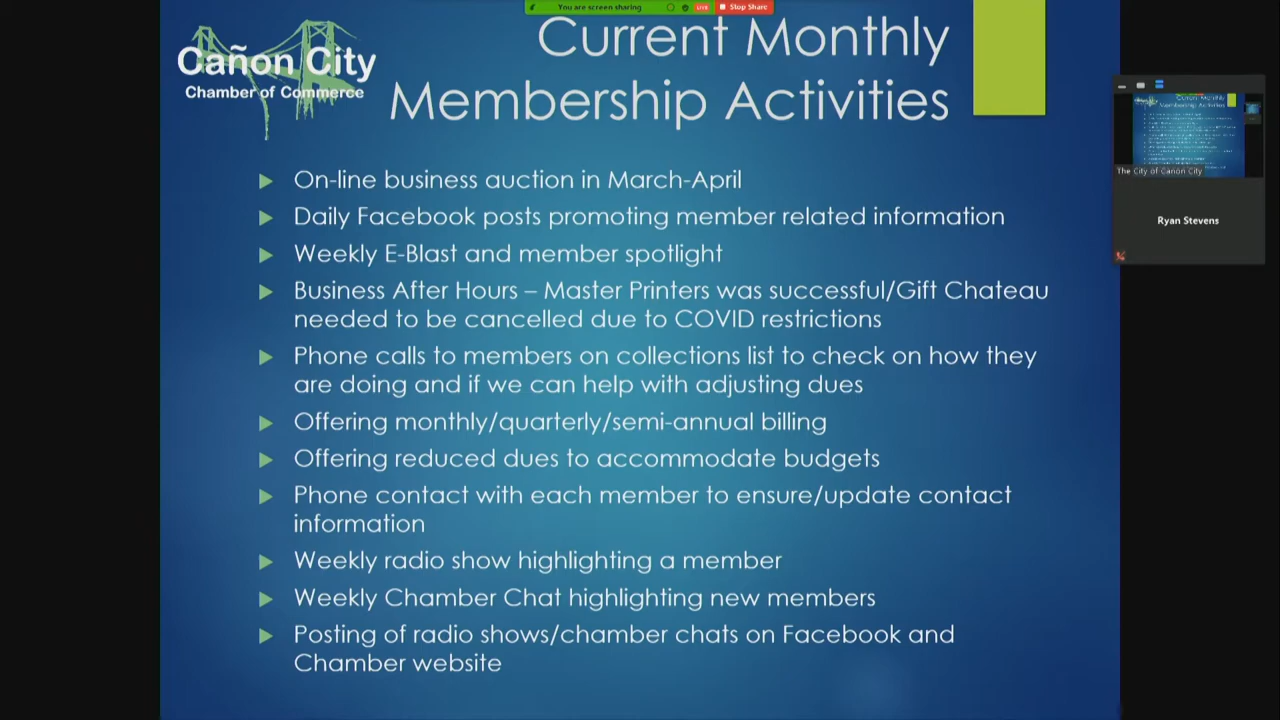 You are screen sharing
LIVE
Stop Share
Cañon City
Chamber of Commerce
Current Monthly
Membership Activities
On-line business auction in March-April
Daily Facebook posts promoting member related information
Weekly E-Blast and member spotlight
Business After Hours – Master Printers was successful/Gift Chateau
needed to be cancelled due to COVID restrictions
Phone calls to members on collections list to check on how they
are doing and if we can help with adjusting dues
Offering monthly/quarterly/semi-annual billing
Offering reduced dues to accommodate budgets
Phone contact with each member to ensure/update contact
information
Weekly radio show highlighting a member
Weekly Chamber Chat highlighting new members
Posting of radio shows/chamber chats on Facebook and
Chamber website
Current Monthly
Membership Activities
The City of Cañon City
Ryan Stevens